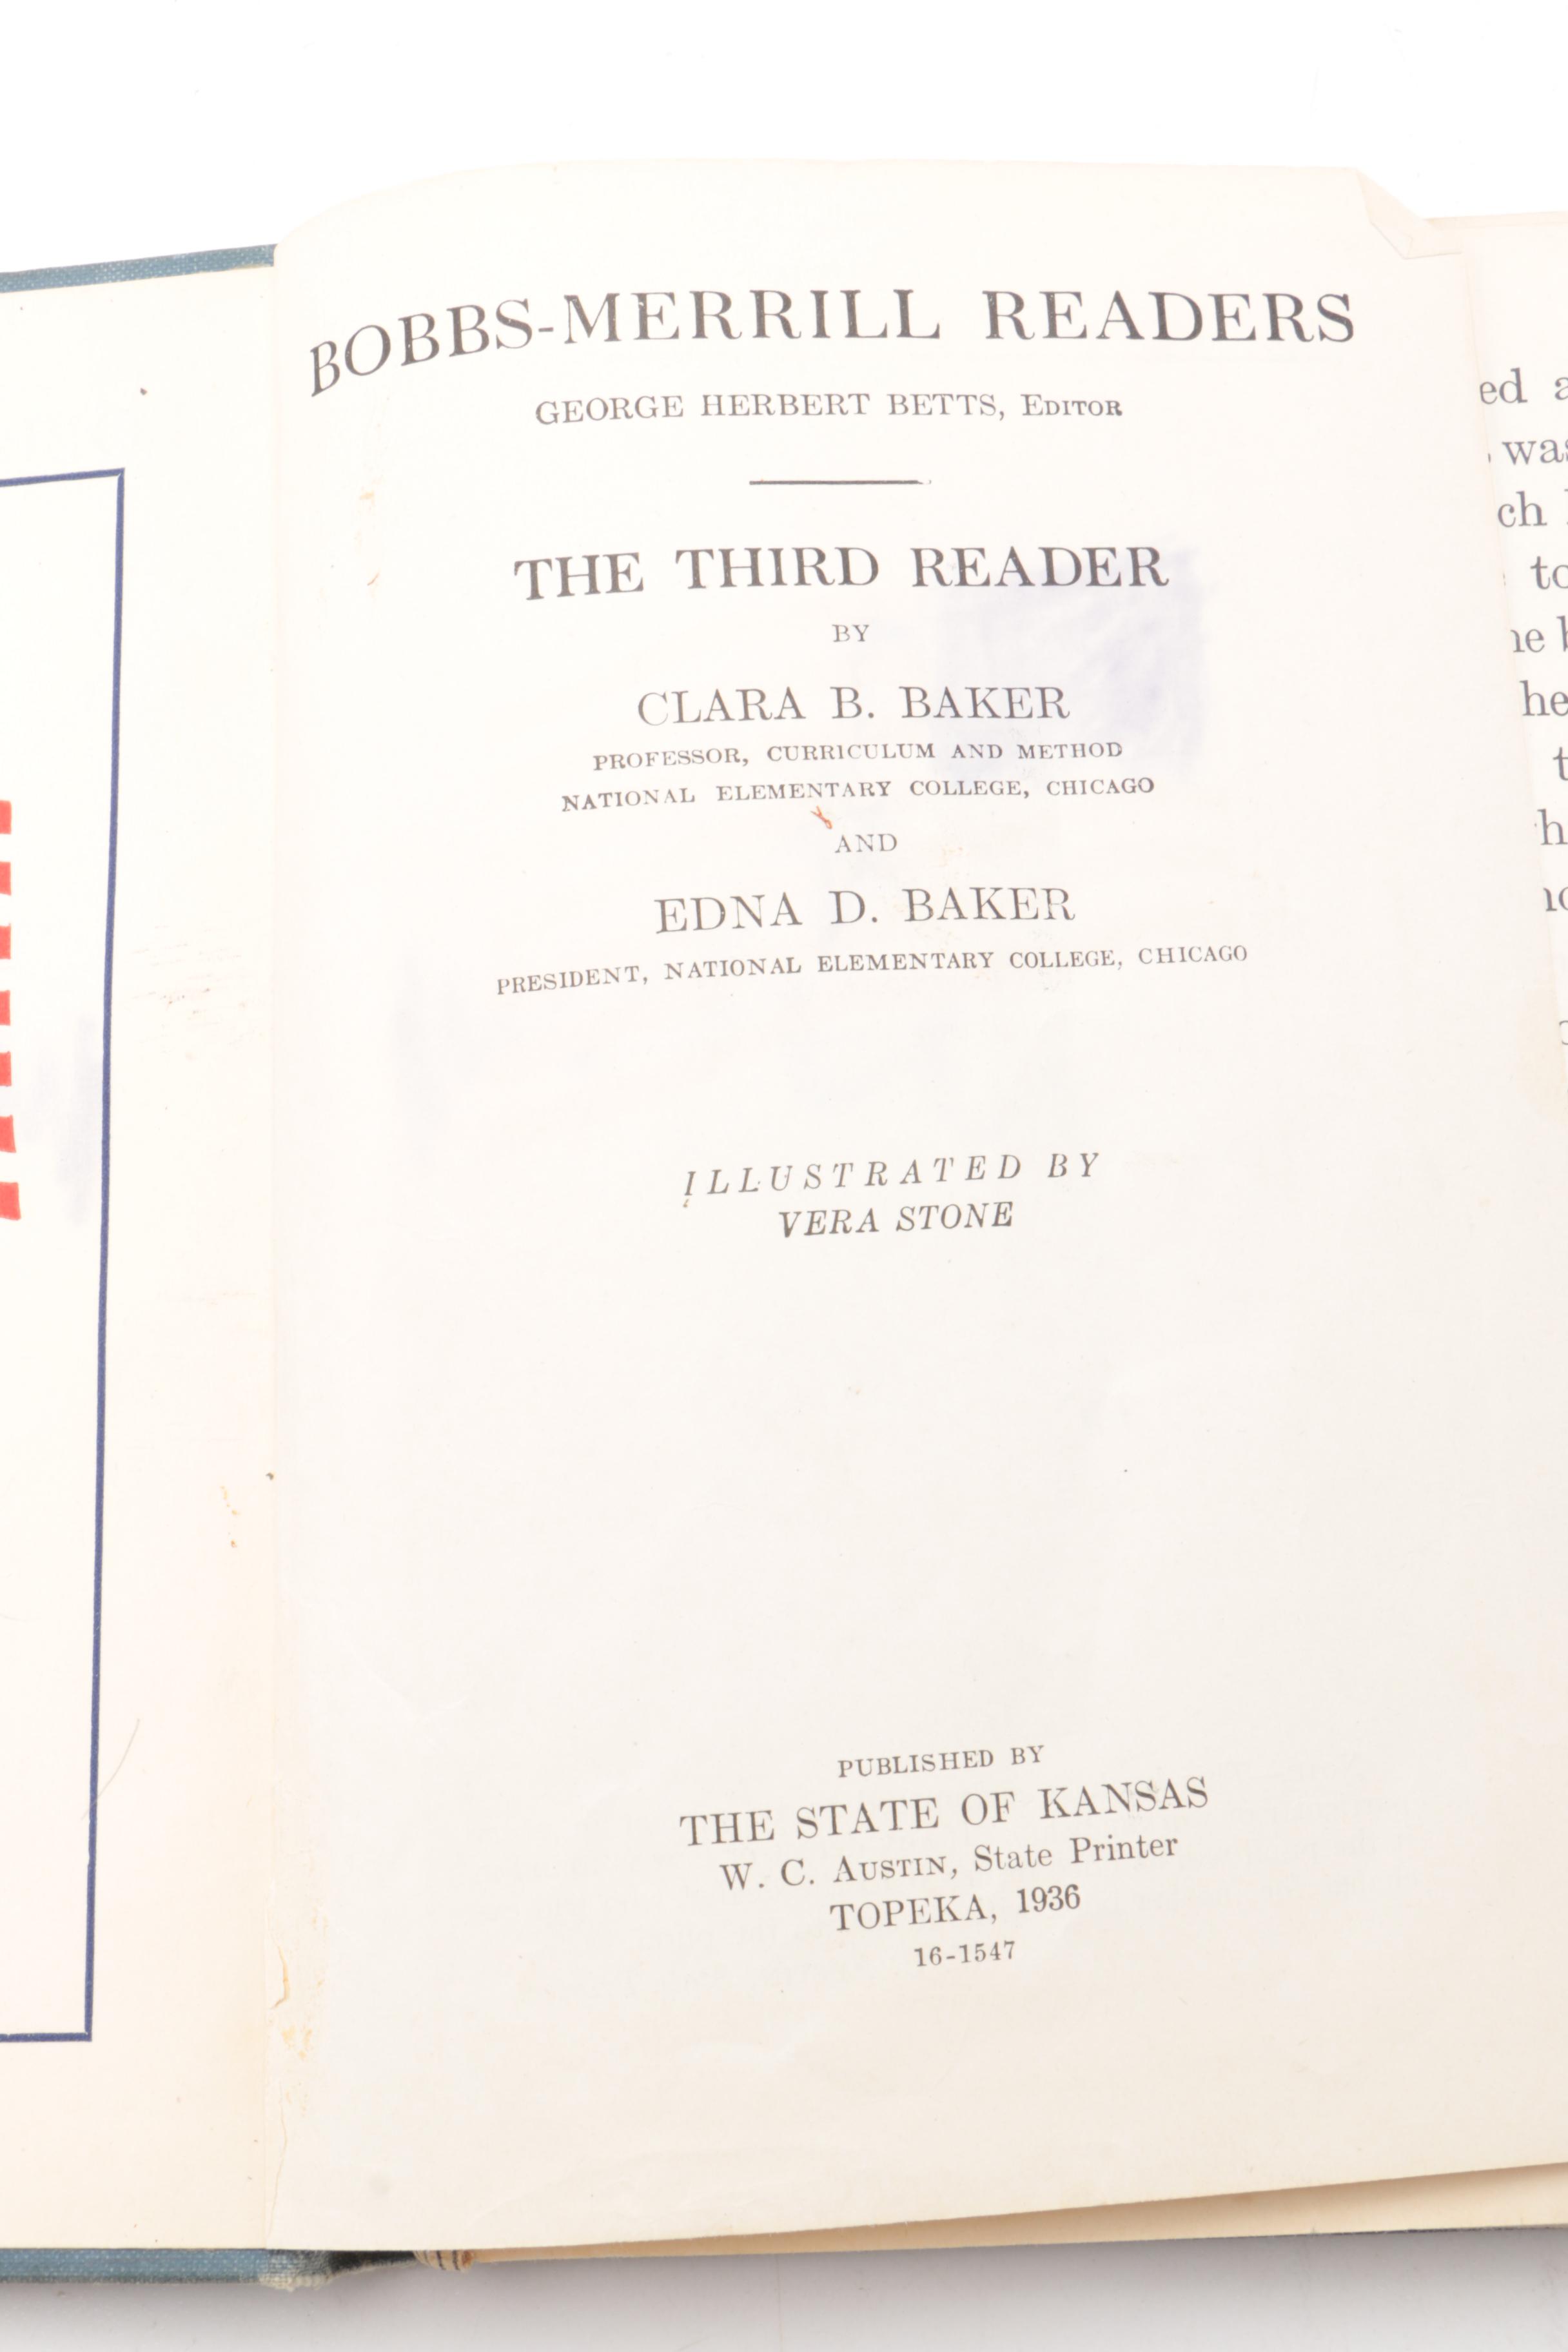 BOBBS-MERRILL READERS
GEORGE HERBERT BETTS, EDITOR
THE THIRD READER
BY
CLARA B. BAKER
PROFESSOR, CURRICULUM AND METHOD
NATIONAL ELEMENTARY COLLEGE, CHICAGO
AND
EDNA D. BAKER
PRESIDENT, NATIONAL ELEMENTARY COLLEGE, CHICAGO
ILLUSTRATED BY
VERA STONE
PUBLISHED BY
THE STATE OF KANSAS
W. C. AUSTIN, State Printer
TOPEKA, 1936
16-1547